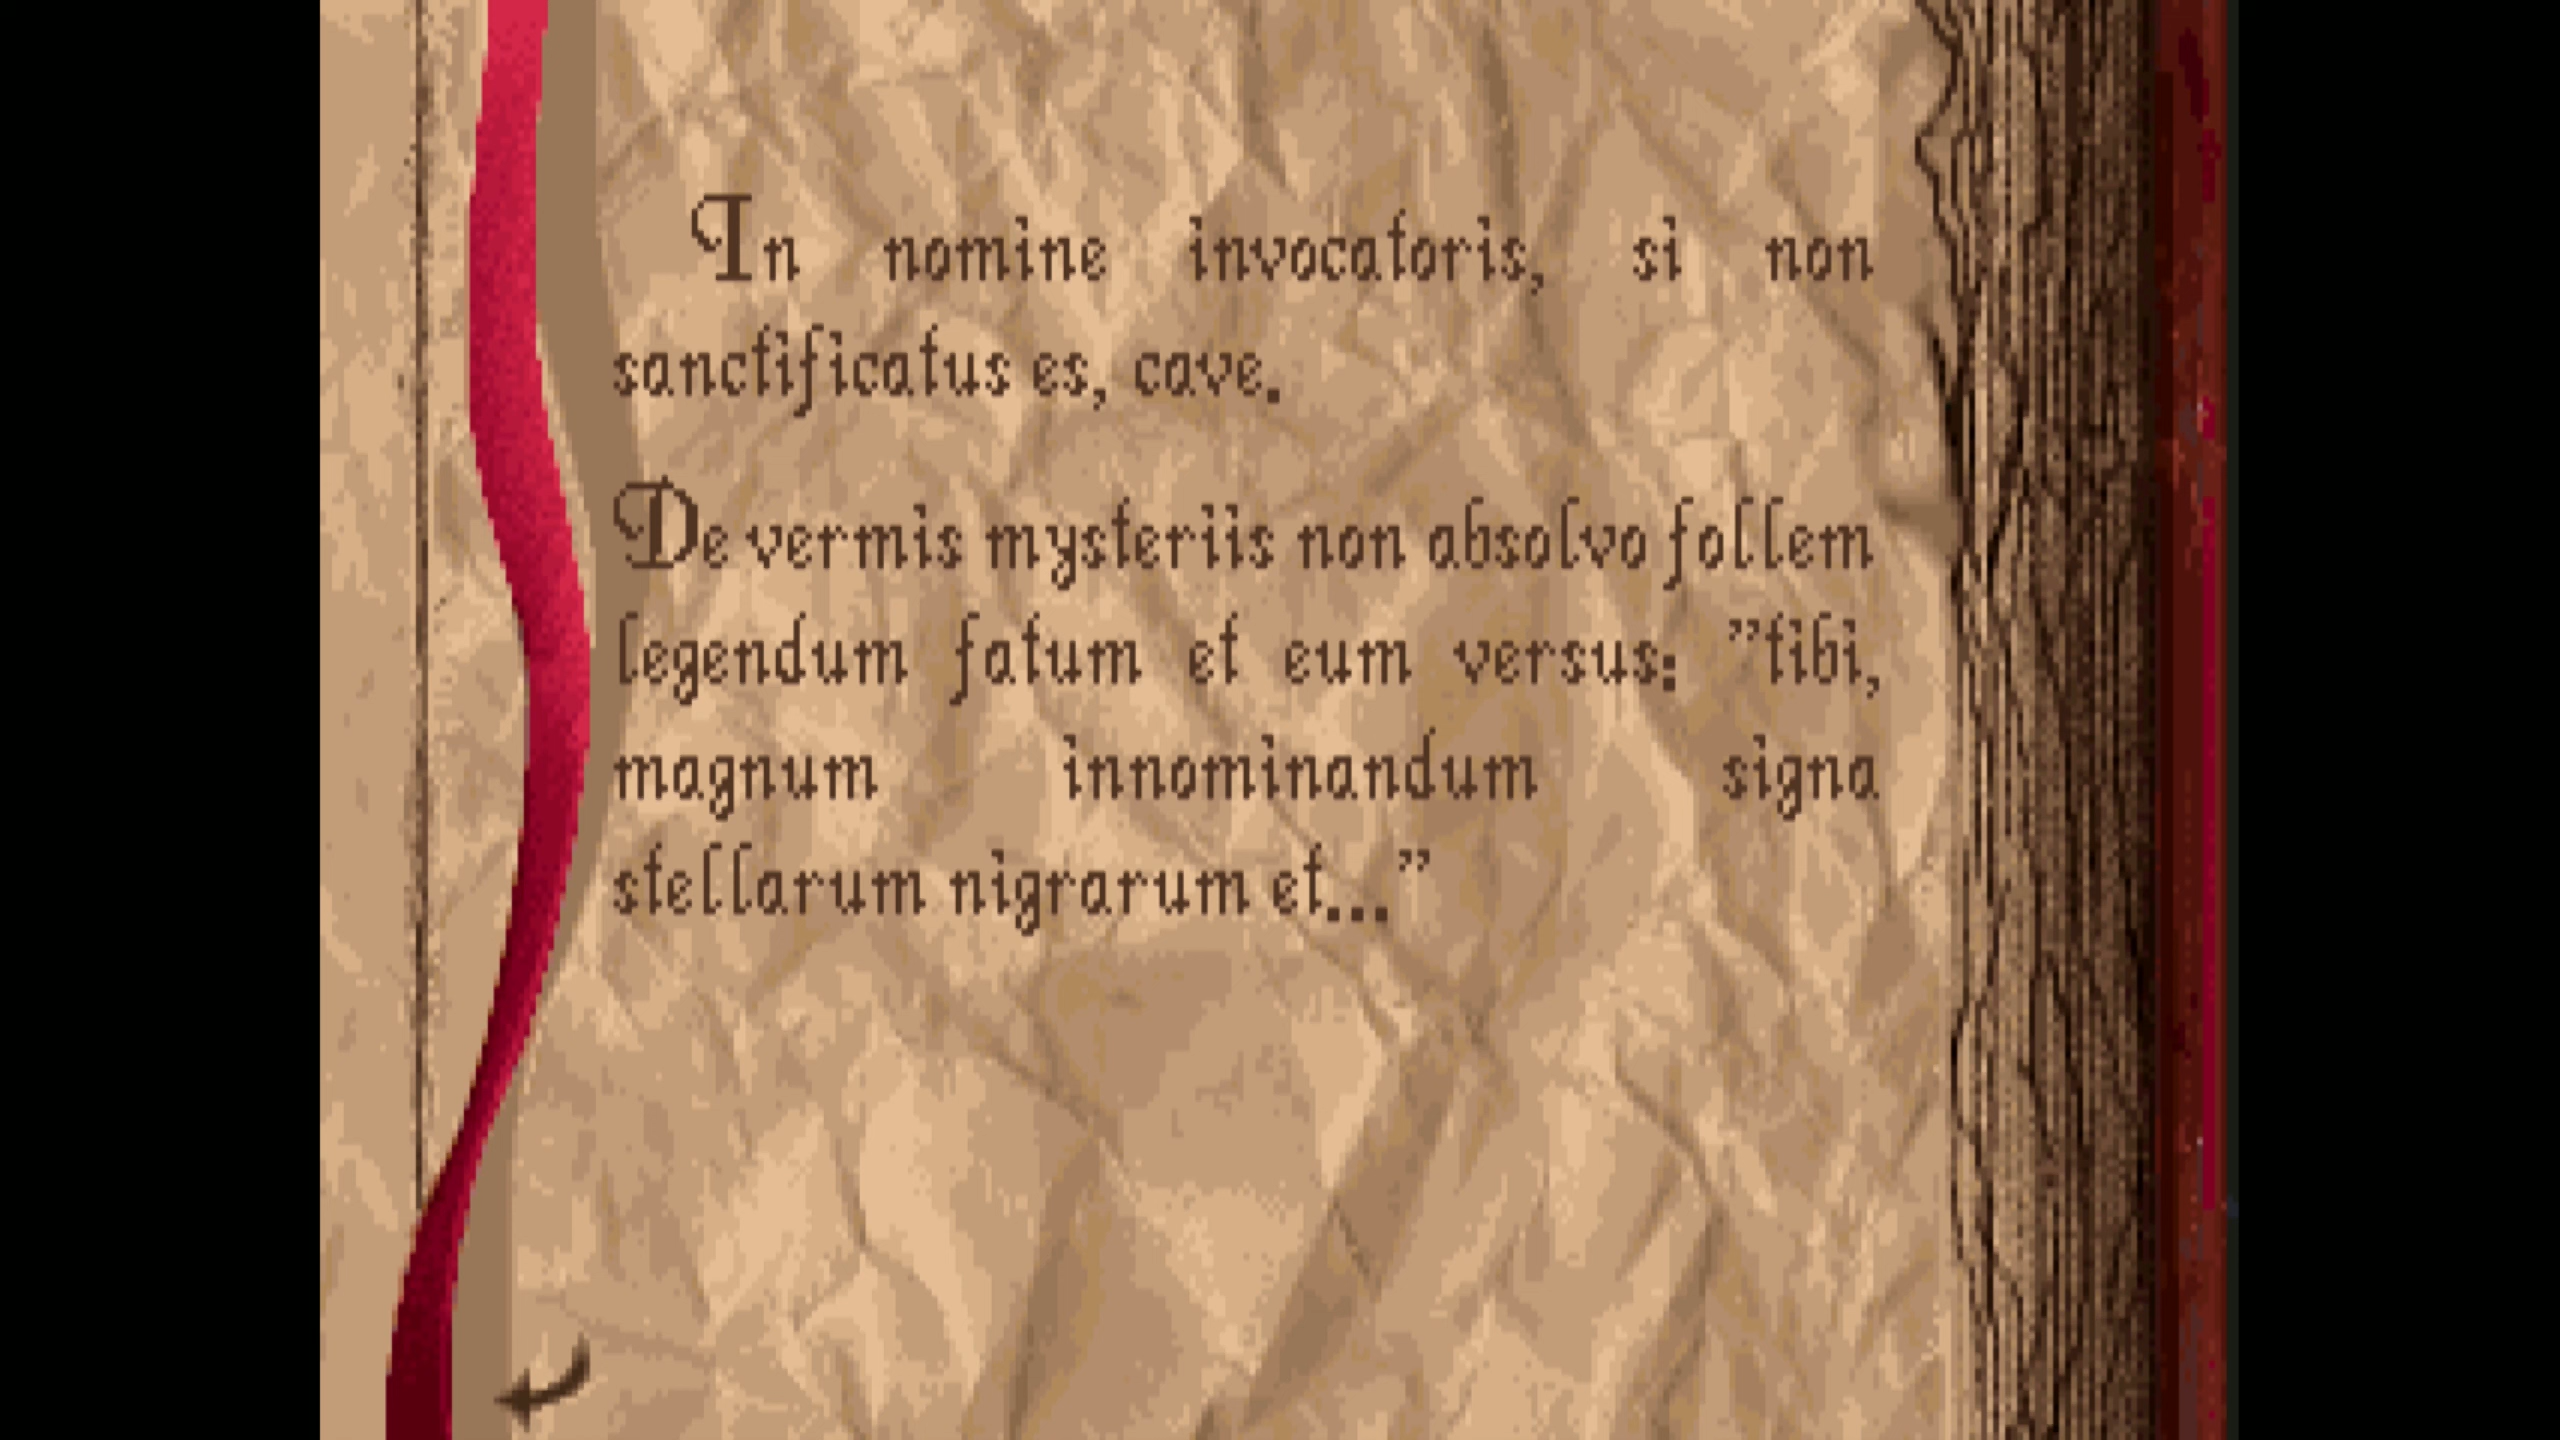 In nomine invocatoris, si non
sanctificatus es, cave.
De vermis mysteriis non absolvo follem
legendum fatum et eum versus: ”tibi,
magnum innominandum signa
stellarum nigrarum et...”